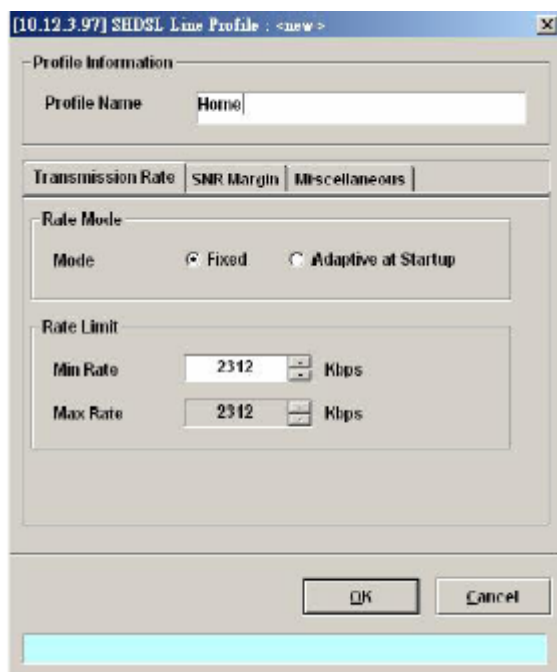 [10.12.3.97] SHDSL Line Profile : <new>
Profile Information
Profile Name Home
Transmission Rate SNR Margin Miscellaneous
Rate Mode
Mode Fixed Adaptive at Startup
Rate Limit
Min Rate 2312 Kbps
Max Rate 2312 Kbps
OK Cancel